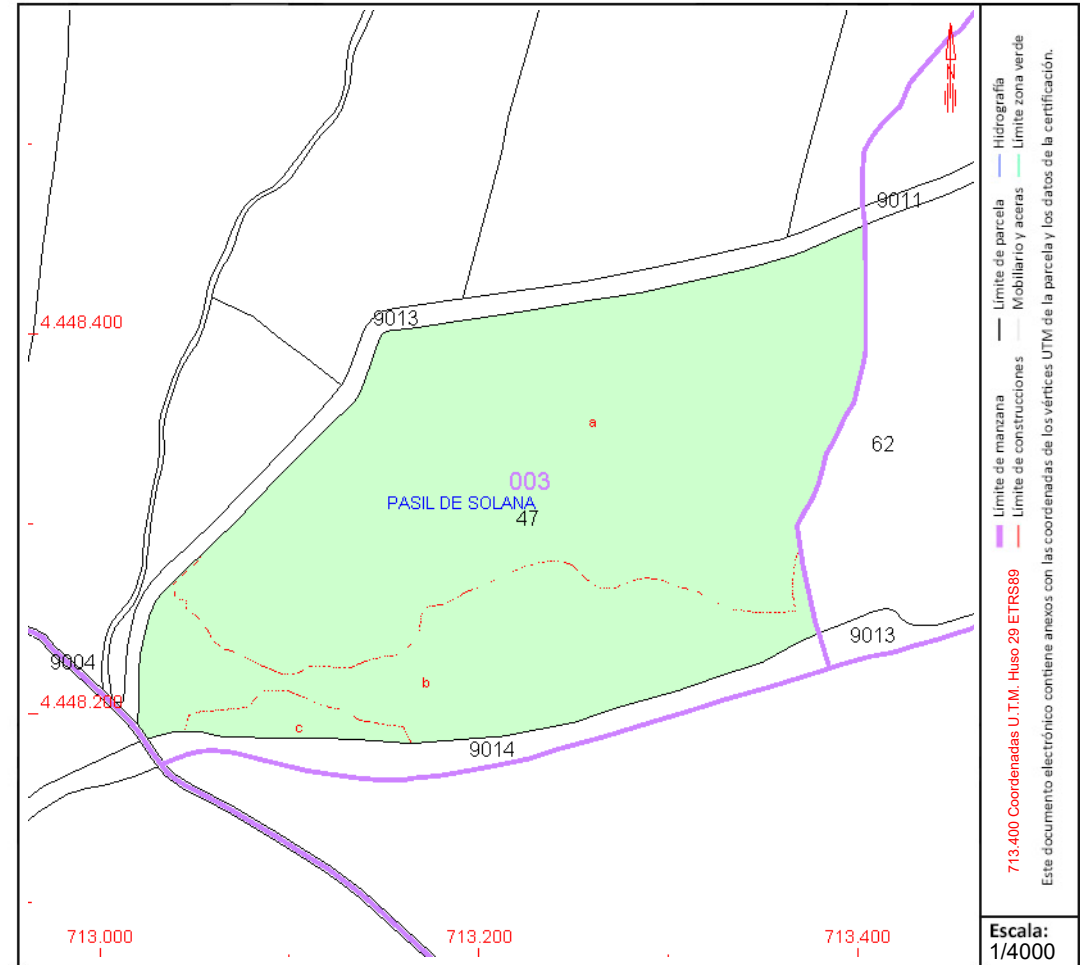 N
9011
4.448.400
9013
a
62
003
PASIL DE SOLANA
47
9013
9004
b
4.448.200
c
9014
713.000
713.200
713.400
713.400 Coordenadas U.T.M. Huso 29 ETRS89
Límite de manzana
Límite de parcela
Hidrografía
Límite de construcciones
Mobiliario y aceras
Límite zona verde
Este documento electrónico contiene anexos con las coordenadas de los vértices UTM de la parcela y los datos de la certificación.
Escala:
1/4000